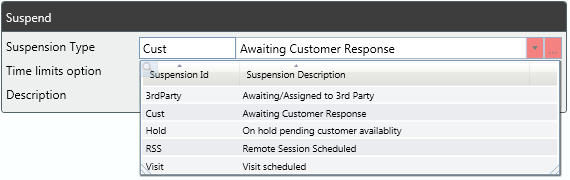 Suspend
Suspension Type Cust Awaiting Customer Response ...
Time limits option
Description
Suspension Id Suspension Description
3rdParty Awaiting/Assigned to 3rd Party
Cust Awaiting Customer Response
Hold On hold pending customer availablity
RSS Remote Session Scheduled
Visit Visit scheduled